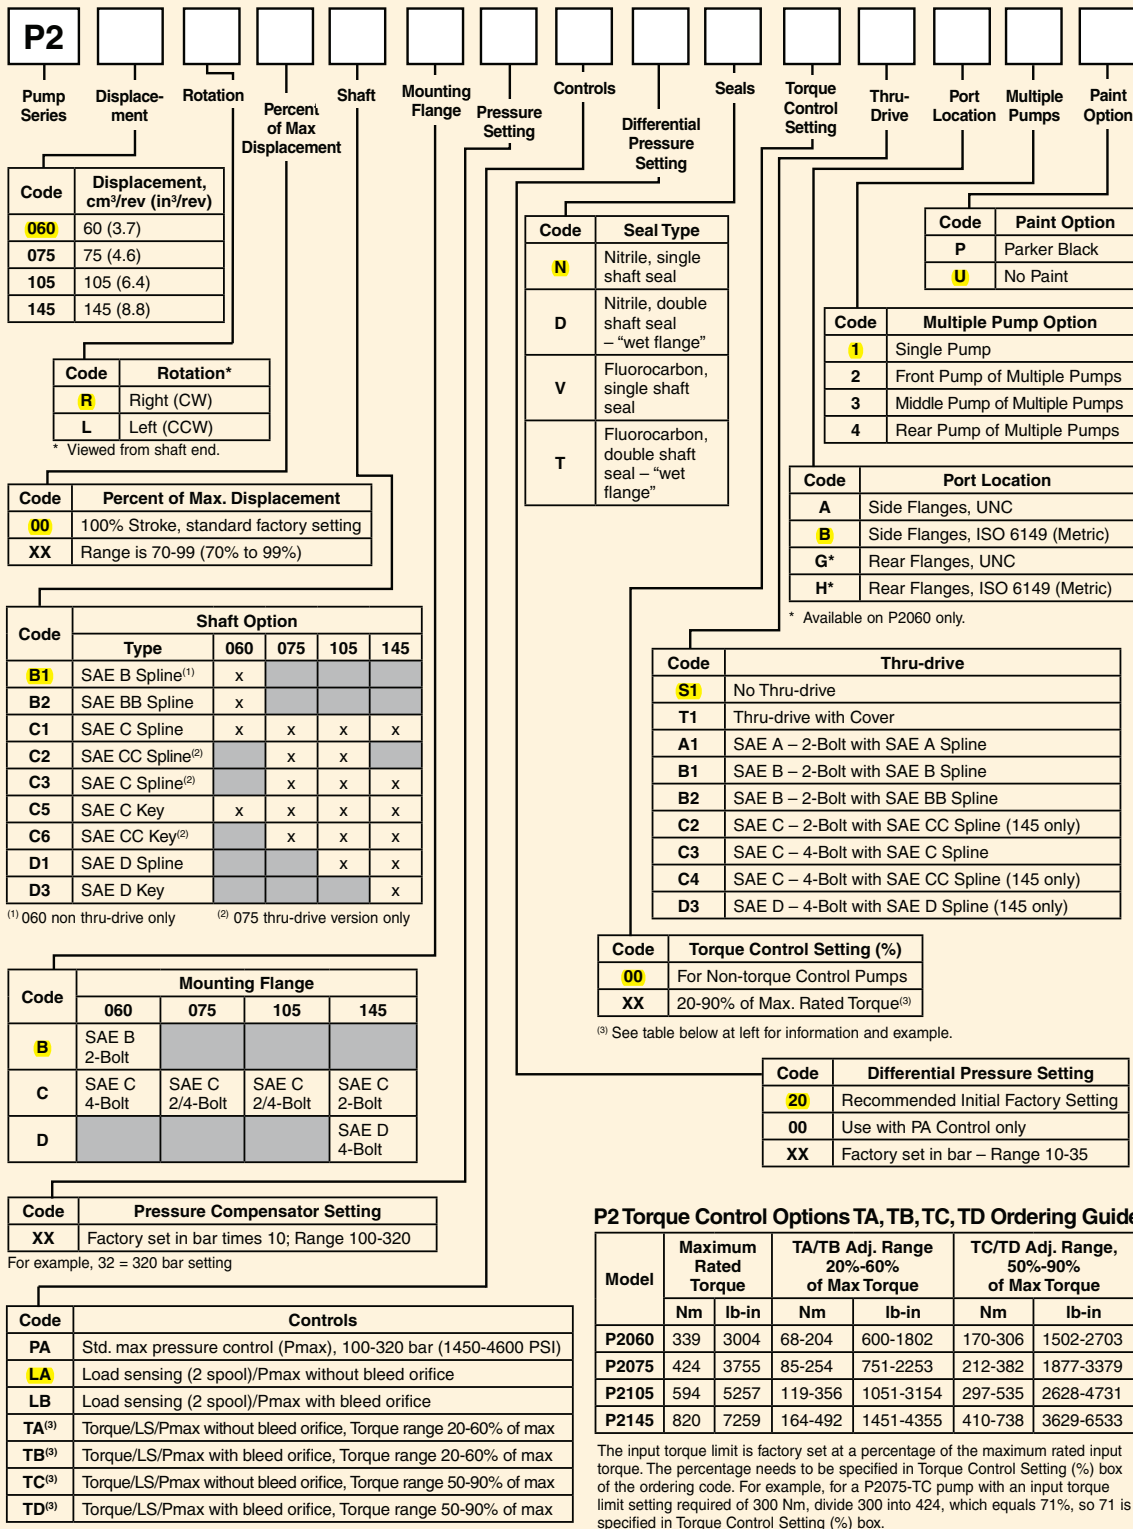 P2
Pump Series
Displace-ment
Rotation
Percent of Max Displacement
Shaft
Mounting Flange
Pressure Setting
Controls
Differential Pressure Setting
Seals
Torque Control Setting
Thru-Drive
Port Location
Multiple Pumps
Paint Option
Code Displacement, cm³/rev (in³/rev)
060 60 (3.7)
075 75 (4.6)
105 105 (6.4)
145 145 (8.8)
Code Rotation*
R Right (CW)
L Left (CCW)
* Viewed from shaft end.
Code Percent of Max. Displacement
00 100% Stroke, standard factory setting
XX Range is 70-99 (70% to 99%)
Code Shaft Option
Type 060 075 105 145
B1 SAE B Spline(1) x
B2 SAE BB Spline x
C1 SAE C Spline x x x x
C2 SAE CC Spline(2) x x
C3 SAE C Spline(2) x x x
C5 SAE C Key x x x x
C6 SAE CC Key(2) x x x
D1 SAE D Spline x x
D3 SAE D Key x
(1) 060 non thru-drive only (2) 075 thru-drive version only
Code Mounting Flange
060 075 105 145
B SAE B 2-Bolt
C SAE C 4-Bolt SAE C 2/4-Bolt SAE C 2/4-Bolt SAE C 2-Bolt
D SAE D 4-Bolt
Code Pressure Compensator Setting
XX Factory set in bar times 10; Range 100-320
For example, 32 = 320 bar setting
Code Controls
PA Std. max pressure control (Pmax), 100-320 bar (1450-4600 PSI)
LA Load sensing (2 spool)/Pmax without bleed orifice
LB Load sensing (2 spool)/Pmax with bleed orifice
TA(3) Torque/LS/Pmax without bleed orifice, Torque range 20-60% of max
TB(3) Torque/LS/Pmax with bleed orifice, Torque range 20-60% of max
TC(3) Torque/LS/Pmax without bleed orifice, Torque range 50-90% of max
TD(3) Torque/LS/Pmax with bleed orifice, Torque range 50-90% of max
Code Seal Type
N Nitrile, single shaft seal
D Nitrile, double shaft seal – "wet flange"
V Fluorocarbon, single shaft seal
T Fluorocarbon, double shaft seal – "wet flange"
Code Paint Option
P Parker Black
U No Paint
Code Multiple Pump Option
1 Single Pump
2 Front Pump of Multiple Pumps
3 Middle Pump of Multiple Pumps
4 Rear Pump of Multiple Pumps
Code Port Location
A Side Flanges, UNC
B Side Flanges, ISO 6149 (Metric)
G* Rear Flanges, UNC
H* Rear Flanges, ISO 6149 (Metric)
* Available on P2060 only.
Code Thru-drive
S1 No Thru-drive
T1 Thru-drive with Cover
A1 SAE A – 2-Bolt with SAE A Spline
B1 SAE B – 2-Bolt with SAE B Spline
B2 SAE B – 2-Bolt with SAE BB Spline
C2 SAE C – 2-Bolt with SAE CC Spline (145 only)
C3 SAE C – 4-Bolt with SAE C Spline
C4 SAE C – 4-Bolt with SAE CC Spline (145 only)
D3 SAE D – 4-Bolt with SAE D Spline (145 only)
Code Torque Control Setting (%)
00 For Non-torque Control Pumps
XX 20-90% of Max. Rated Torque(3)
(3) See table below at left for information and example.
Code Differential Pressure Setting
20 Recommended Initial Factory Setting
00 Use with PA Control only
XX Factory set in bar – Range 10-35
P2 Torque Control Options TA, TB, TC, TD Ordering Guide
Model Maximum Rated Torque TA/TB Adj. Range 20%-60% of Max Torque TC/TD Adj. Range, 50%-90% of Max Torque
Nm lb-in Nm lb-in Nm lb-in
P2060 339 3004 68-204 600-1802 170-306 1502-2703
P2075 424 3755 85-254 751-2253 212-382 1877-3379
P2105 594 5257 119-356 1051-3154 297-535 2628-4731
P2145 820 7259 164-492 1451-4355 410-738 3629-6533
The input torque limit is factory set at a percentage of the maximum rated input
torque. The percentage needs to be specified in Torque Control Setting (%) box
of the ordering code. For example, for a P2075-TC pump with an input torque
limit setting required of 300 Nm, divide 300 into 424, which equals 71%, so 71 is
specified in Torque Control Setting (%) box.